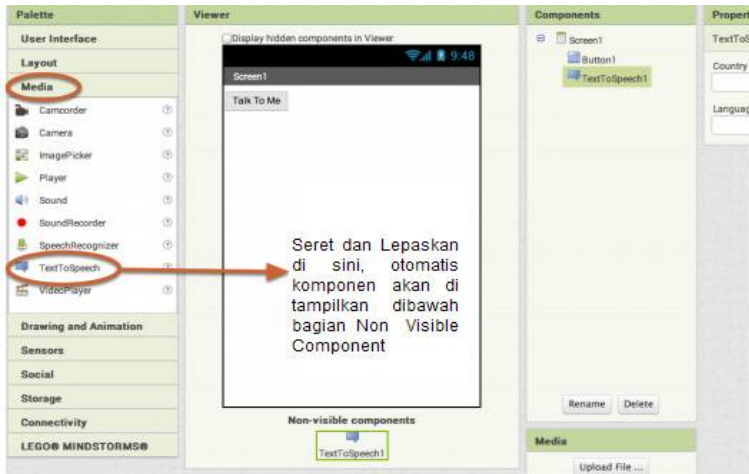 Palette
User Interface
Layout
Media
Camcorder
Camera
ImagePicker
Player
Sound
SoundRecorder
SpeechRecognizer
TextToSpeech
VideoPlayer
Drawing and Animation
Sensors
Social
Storage
Connectivity
LEGO® MINDSTORMS®
Viewer
Display hidden components in Viewer
9:48
Screen1
Talk To Me
Seret dan Lepaskan
di sini, otomatis
komponen akan di
tampilkan dibawah
bagian Non Visible
Component
Non-visible components
TextToSpeech1
Components
Screen1
Button1
TextToSpeech1
Rename Delete
Media
Upload File ...
Propert
TextToS
Country
Languag